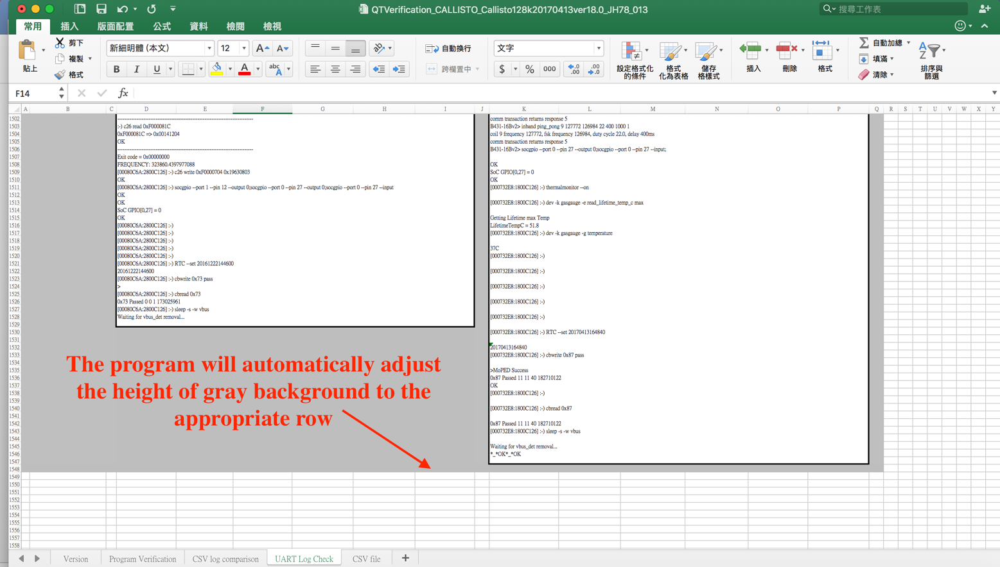 QTVerification_CALLISTO_Callisto128k20170413ver18.0_JH78_013
搜尋工作表
常用 插入 版面配置 公式 資料 檢閱 檢視
貼上
剪下
複製
格式
新細明體 (本文) 12 A A
B I U A abc A
自動換行
跨欄置中
文字
$ % 000 .0 .00 .00 .0
設定格式化的條件
格式化為表格
儲存格樣式
插入
刪除
格式
自動加總
填滿
清除
A Z
排序與篩選
F14 fx
A B C D E F G H I J K L M N O P Q R S T U V W X Y
1502
1503
1504
1505
1506
1507
1508
1509
1510
1511
1512
1513
1514
1515
1516
1517
1518
1519
1520
1521
1522
1523
1524
1525
1526
1527
1528
1529
1530
1531
1532
1533
1534
1535
1536
1537
1538
1539
1540
1541
1542
1543
1544
1545
1546
1547
1548
1549
1550
1551
1552
1553
1554
1555
1556
1557
1558
--------------------------------------------------------------------------------
:-) c26 read 0xF000081C
0xF000081C => 0x00141204
OK
--------------------------------------------------------------------------------
Exit code = 0x00000000
FREQUENCY: 323860.4397977088
[00080C6A:2800C126] :-) c26 write 0xF0000704 0x19630803
OK
[00080C6A:2800C126] :-) socgpio --port 1 --pin 12 --output 0;socgpio --port 0 --pin 27 --output 0;socgpio --port 0 --pin 27 --input
OK
OK
SoC GPIO[0,27] = 0
OK
[00080C6A:2800C126] :-)
[00080C6A:2800C126] :-)
[00080C6A:2800C126] :-)
[00080C6A:2800C126] :-)
[00080C6A:2800C126] :-)
[00080C6A:2800C126] :-) RTC --set 20161222144600
20161222144600
[00080C6A:2800C126] :-) cbwrite 0x73 pass
>
[00080C6A:2800C126] :-) cbread 0x73
0x73 Passed 0 0 1 173025961
[00080C6A:2800C126] :-) sleep -s -w vbus
Waiting for vbus_det removal...
comm transaction returns response 5
B431-16Bv2> inband ping_pong 9 127772 126984 22 400 1000 1
coil 9 frequency 127772, fsk frequency 126984, duty cycle 22.0, delay 400ms
comm transaction returns response 5
B431-16Bv2> socgpio --port 0 --pin 27 --output 0;socgpio --port 0 --pin 27 --input;
OK
SoC GPIO[0,27] = 0
OK
[000732E8:1800C126] :-) thermalmonitor --on
[000732E8:1800C126] :-) dev -k gasgauge -e read_lifetime_temp_c max
Getting Lifetime max Temp
LifetimeTempC = 51.8
[000732E8:1800C126] :-) dev -k gasgauge -g temperature
37C
[000732E8:1800C126] :-)
[000732E8:1800C126] :-)
[000732E8:1800C126] :-)
[000732E8:1800C126] :-)
[000732E8:1800C126] :-)
[000732E8:1800C126] :-) RTC --set 20170413164840
20170413164840
[000732E8:1800C126] :-) cbwrite 0x87 pass
>MoPED Success
0x87 Passed 11 11 40 182710122
OK
[000732E8:1800C126] :-)
[000732E8:1800C126] :-) cbread 0x87
0x87 Passed 11 11 40 182710122
[000732E8:1800C126] :-) sleep -s -w vbus
Waiting for vbus_det removal...
*_*OK*_*OK
The program will automatically adjust
the height of gray background to the
appropriate row
Version Program Verification CSV log comparison UART Log Check CSV file +